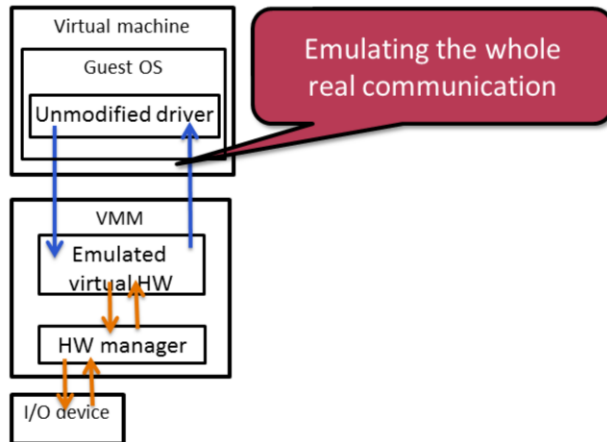 Virtual machine
Guest OS
Unmodified driver
Emulating the whole
real communication
VMM
Emulated
virtual HW
HW manager
I/O device